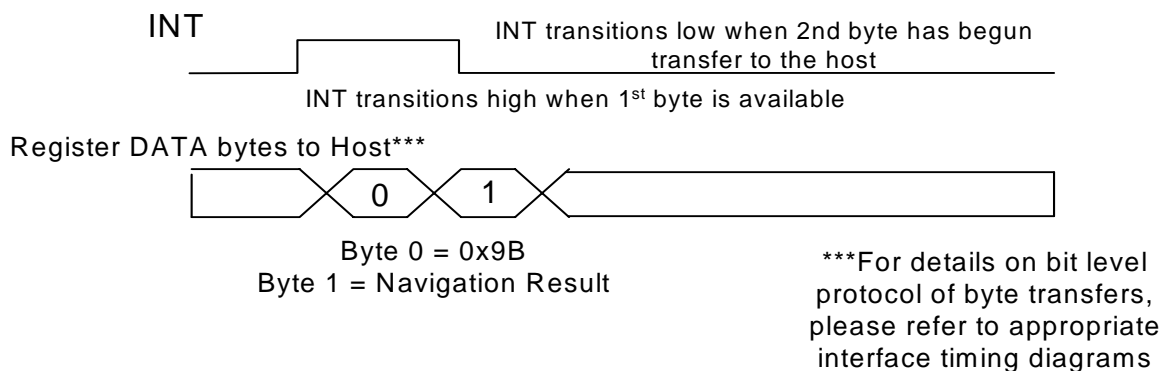 INT
INT transitions low when 2nd byte has begun
transfer to the host
INT transitions high when 1st byte is available
Register DATA bytes to Host***
0 1
Byte 0 = 0x9B
Byte 1 = Navigation Result
***For details on bit level
protocol of byte transfers,
please refer to appropriate
interface timing diagrams